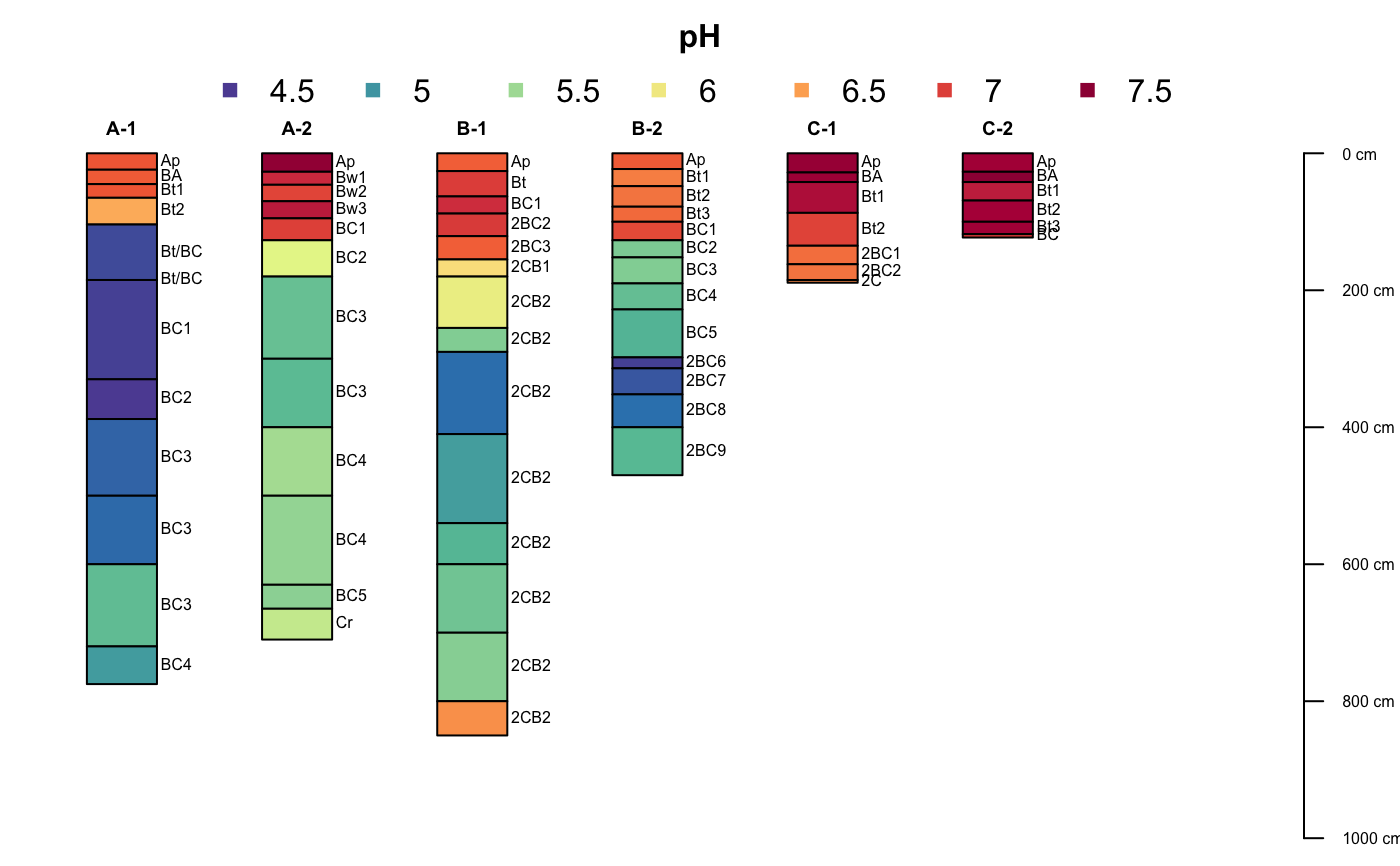 pH
4.5 5 5.5 6 6.5 7 7.5
A-1 A-2 B-1 B-2 C-1 C-2
Ap
BA
Bt1
Bt2
Bt/BC
Bt/BC
BC1
BC2
BC3
BC3
BC3
BC4
Ap
Bw1
Bw2
Bw3
BC1
BC2
BC3
BC3
BC4
BC4
BC5
Cr
Ap
Bt
BC1
2BC2
2BC3
2CB1
2CB2
2CB2
2CB2
2CB2
2CB2
2CB2
2CB2
2CB2
Ap
Bt1
Bt2
Bt3
BC1
BC2
BC3
BC4
BC5
2BC6
2BC7
2BC8
2BC9
Ap
BA
Bt1
Bt2
2BC1
2BC2
2C
Ap
BA
Bt1
Bt2
Bt3
BC
0 cm
200 cm
400 cm
600 cm
800 cm
1000 cm